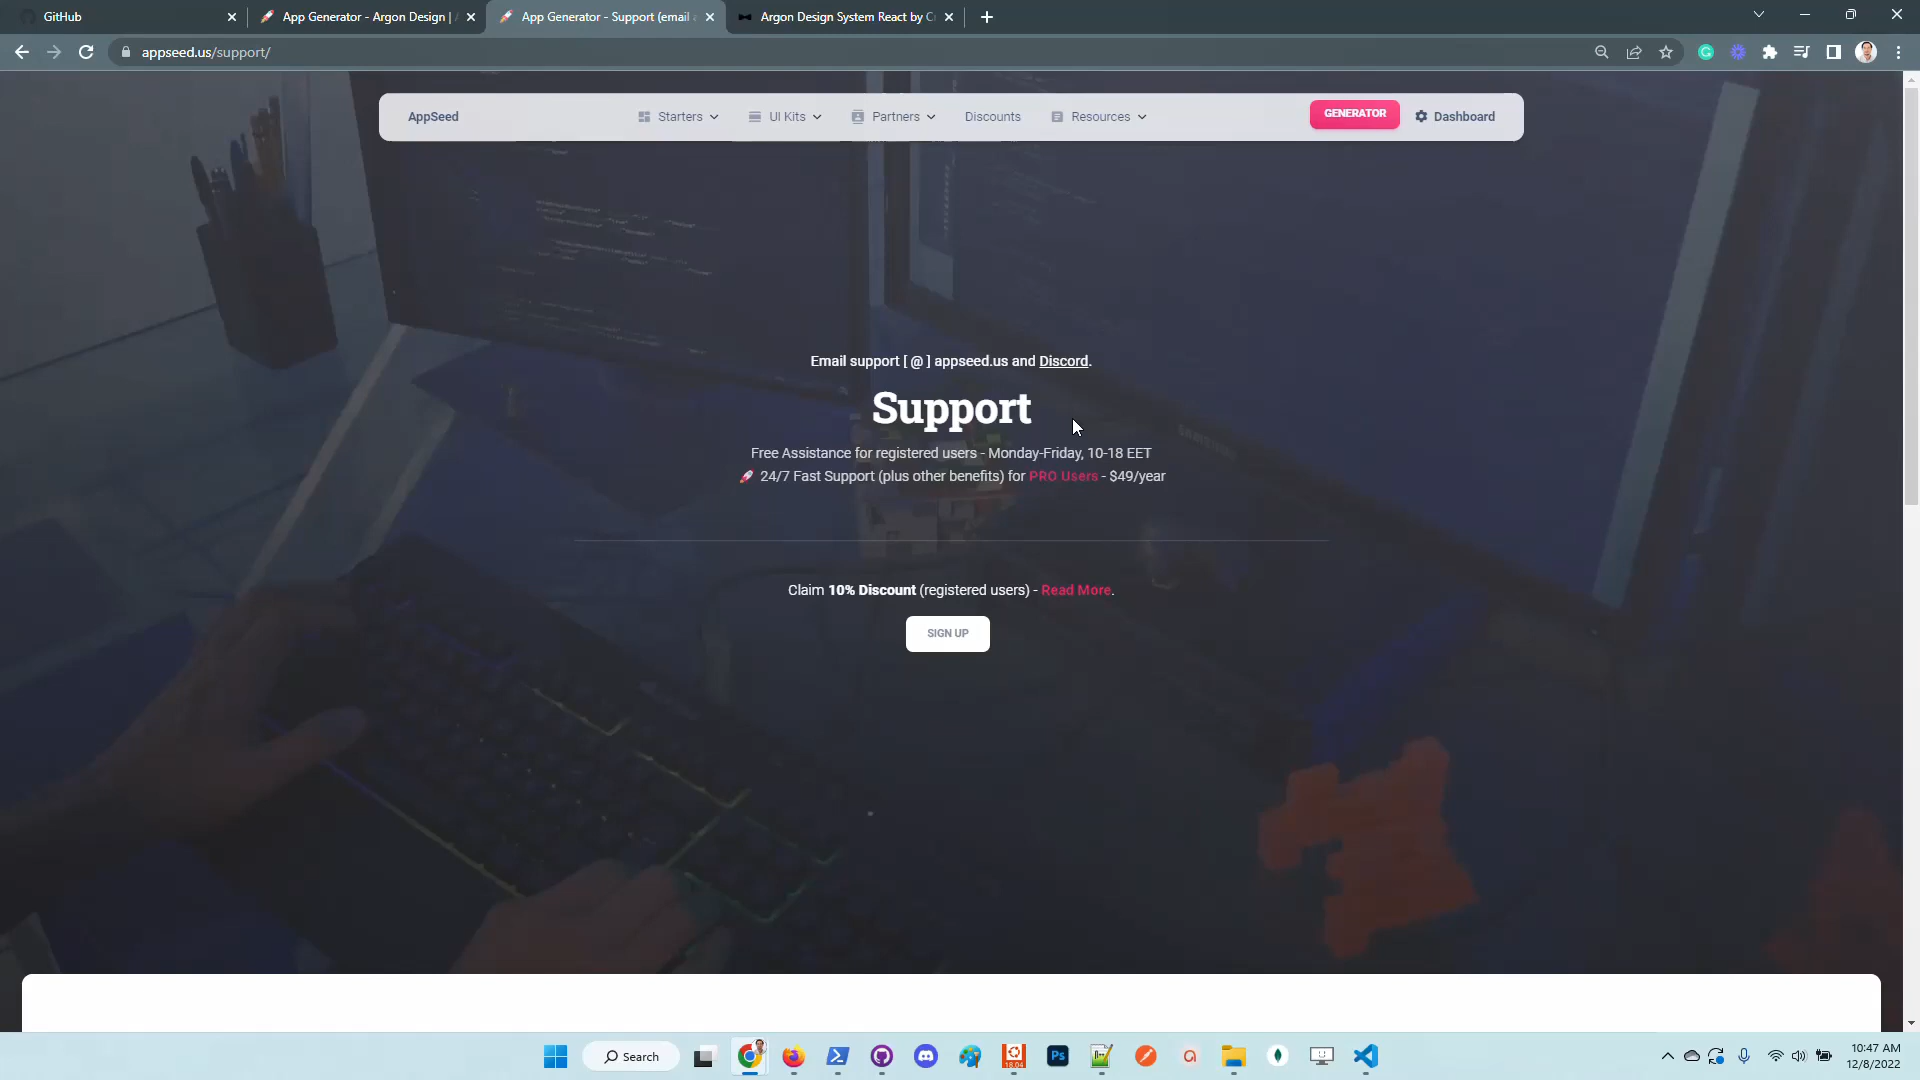 GitHub
App Generator - Argon Design |
App Generator - Support (email
Argon Design System React by C
appseed.us/support/
AppSeed
Starters
UI Kits
Partners
Discounts
Resources
GENERATOR
Dashboard
Email support [ @ ] appseed.us and Discord.
Support
Free Assistance for registered users - Monday-Friday, 10-18 EET
24/7 Fast Support (plus other benefits) for PRO Users - $49/year
Claim 10% Discount (registered users) - Read More.
SIGN UP
Search
Ps
18.04
10:47 AM
12/8/2022